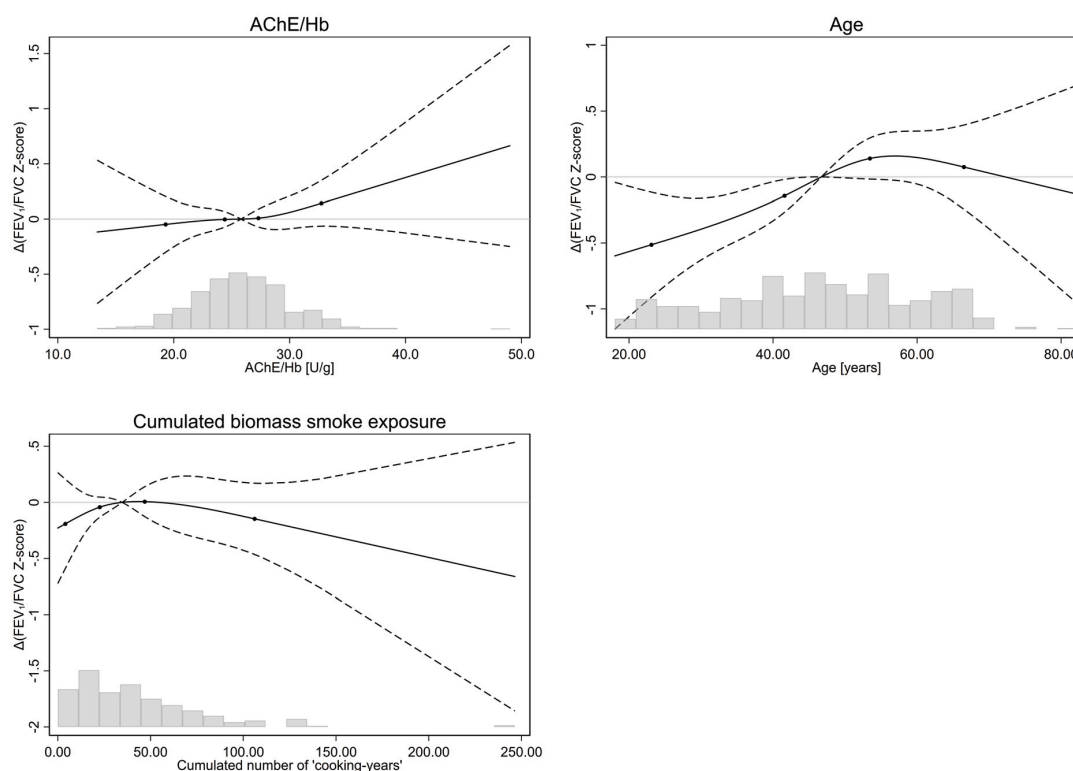 AChE/Hb
Δ(FEV₁/FVC Z-score)
1.5
1
.5
0
-.5
-1
10.0 20.0 30.0 40.0 50.0
AChE/Hb [U/g]
Age
Δ(FEV₁/FVC Z-score)
1
.5
0
-.5
-1
20.00 40.00 60.00 80.00
Age [years]
Cumulated biomass smoke exposure
Δ(FEV₁/FVC Z-score)
.5
0
-.5
-1
-1.5
-2
0.00 50.00 100.00 150.00 200.00 250.00
Cumulated number of 'cooking-years'